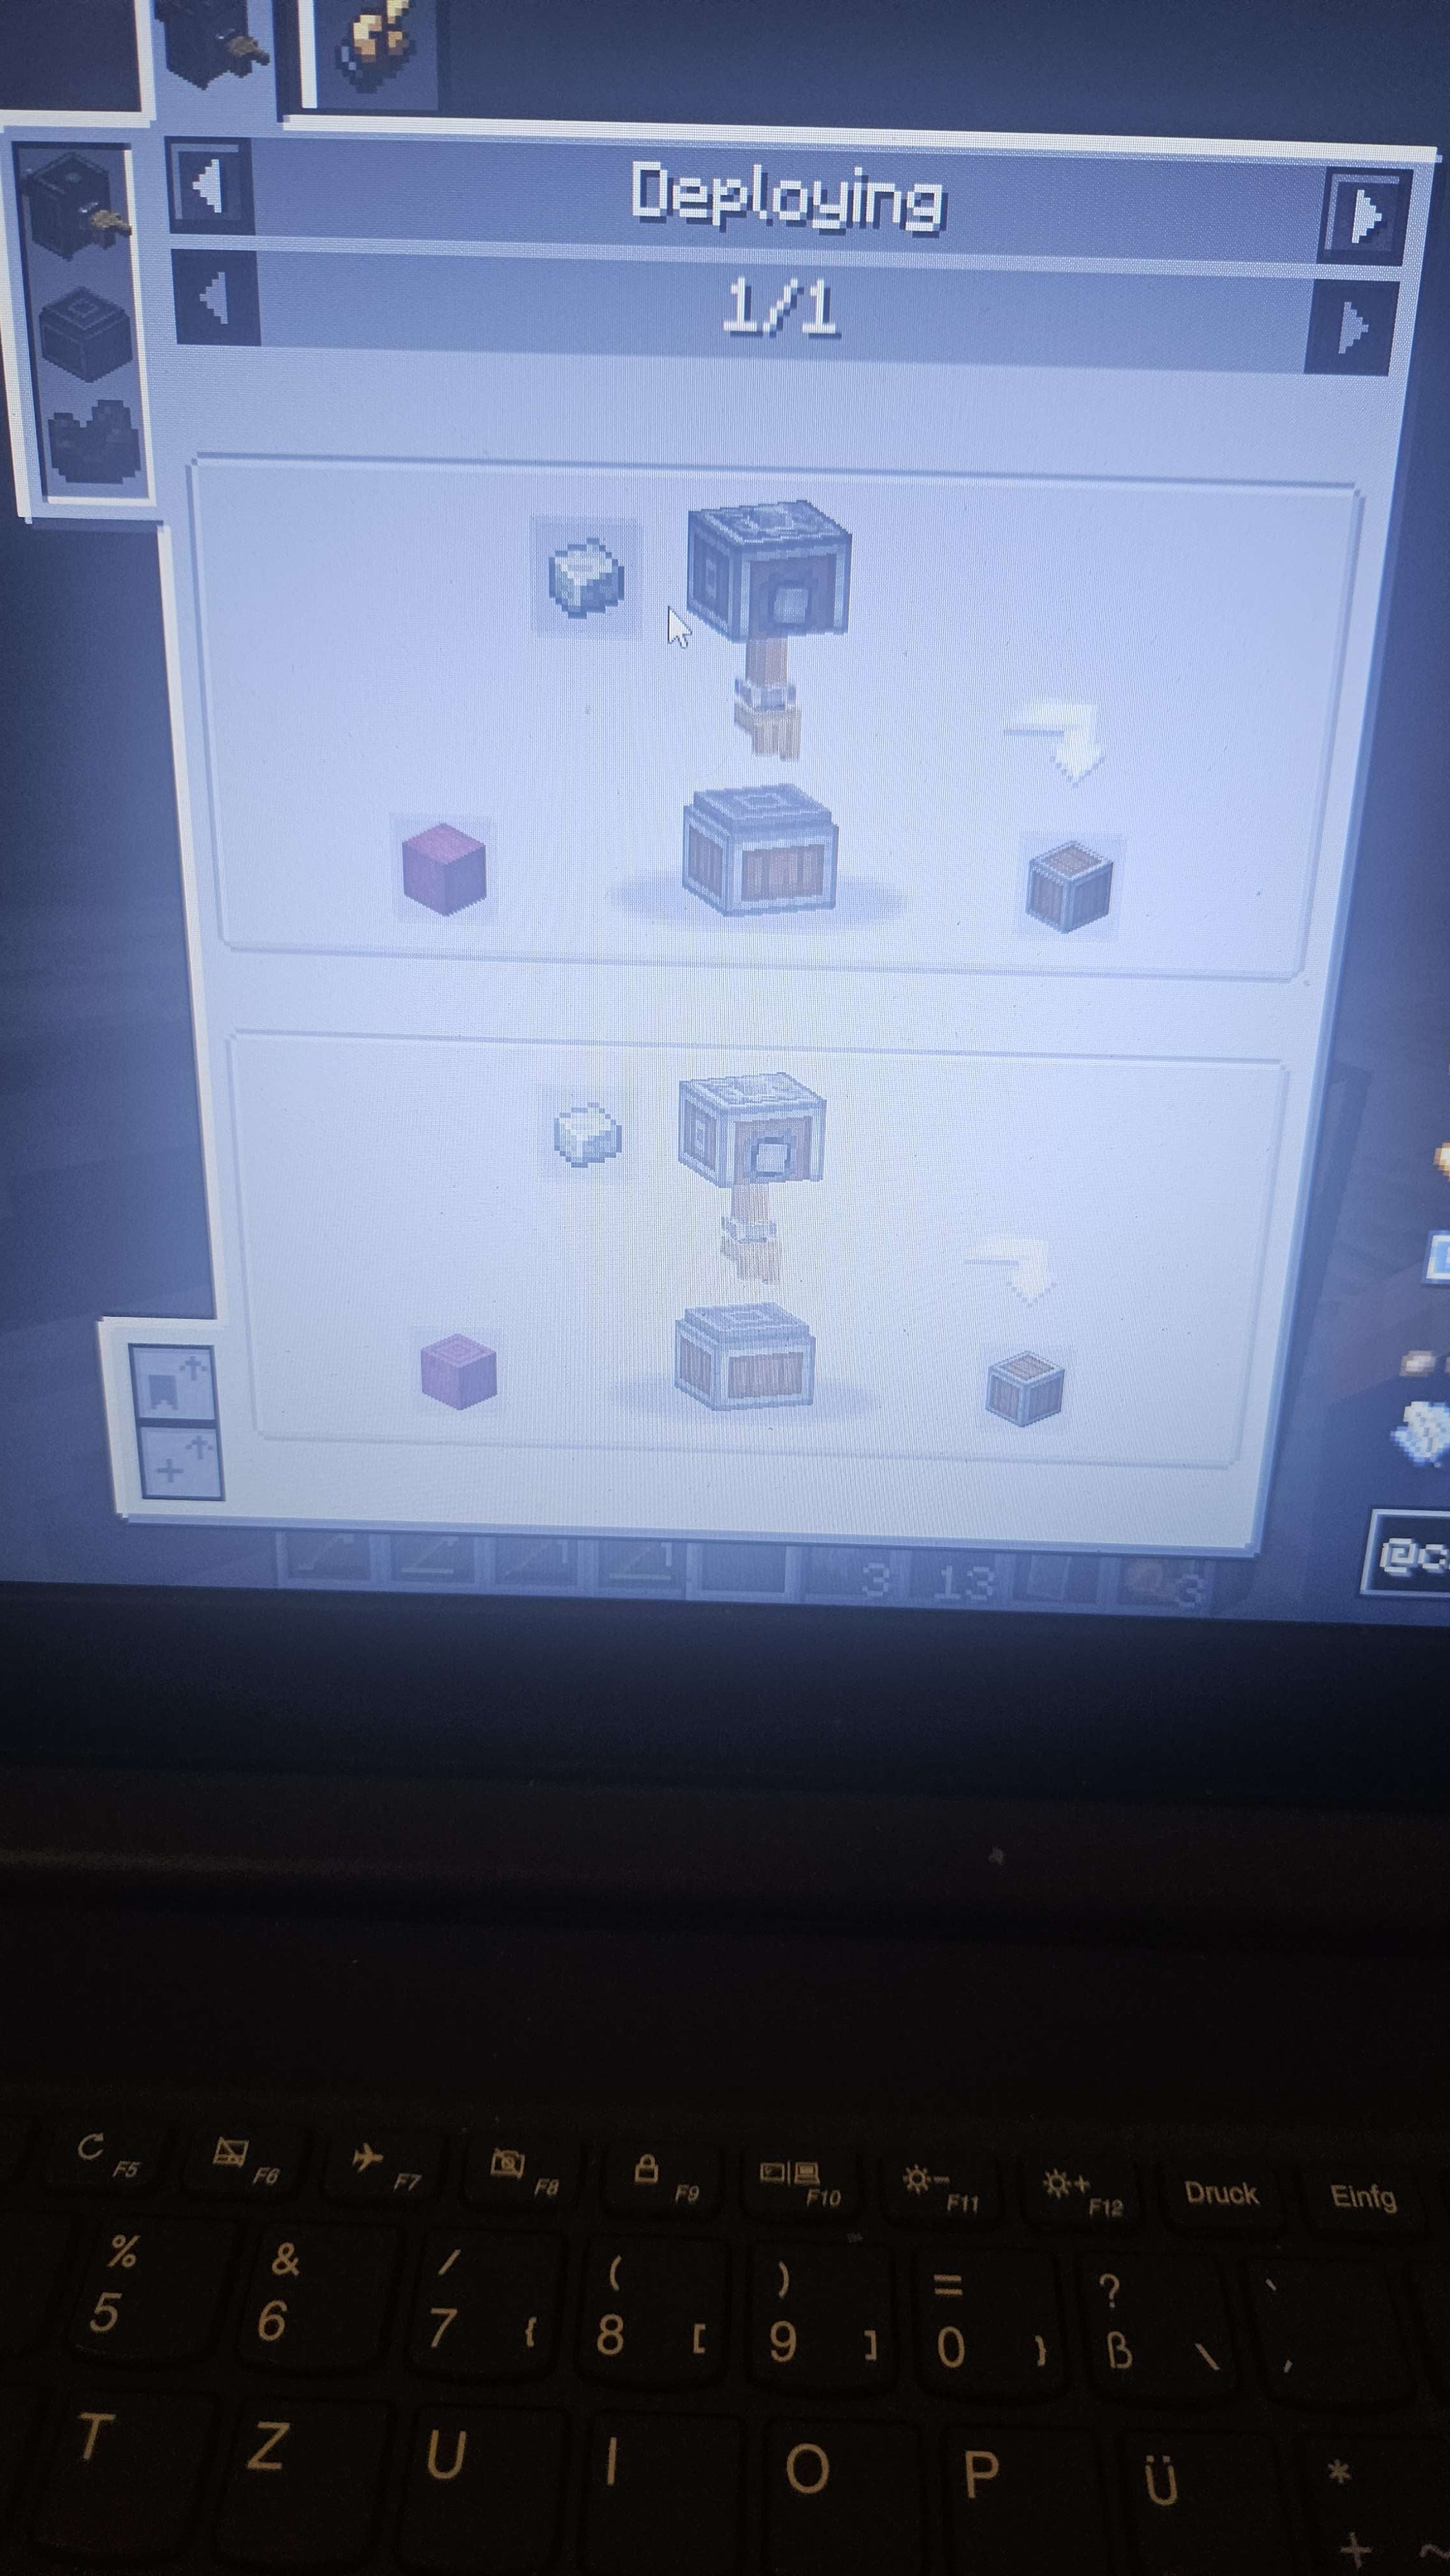 Deploying
1/1
3 13 3
@c
F5 F6 F7 F8 F9 F10 F11 F12 Druck Einfg
% & / ( ) = ? `
5 6 7 { 8 [ 9 ] 0 } ß \ ´
T Z U I O P Ü *
+ ~